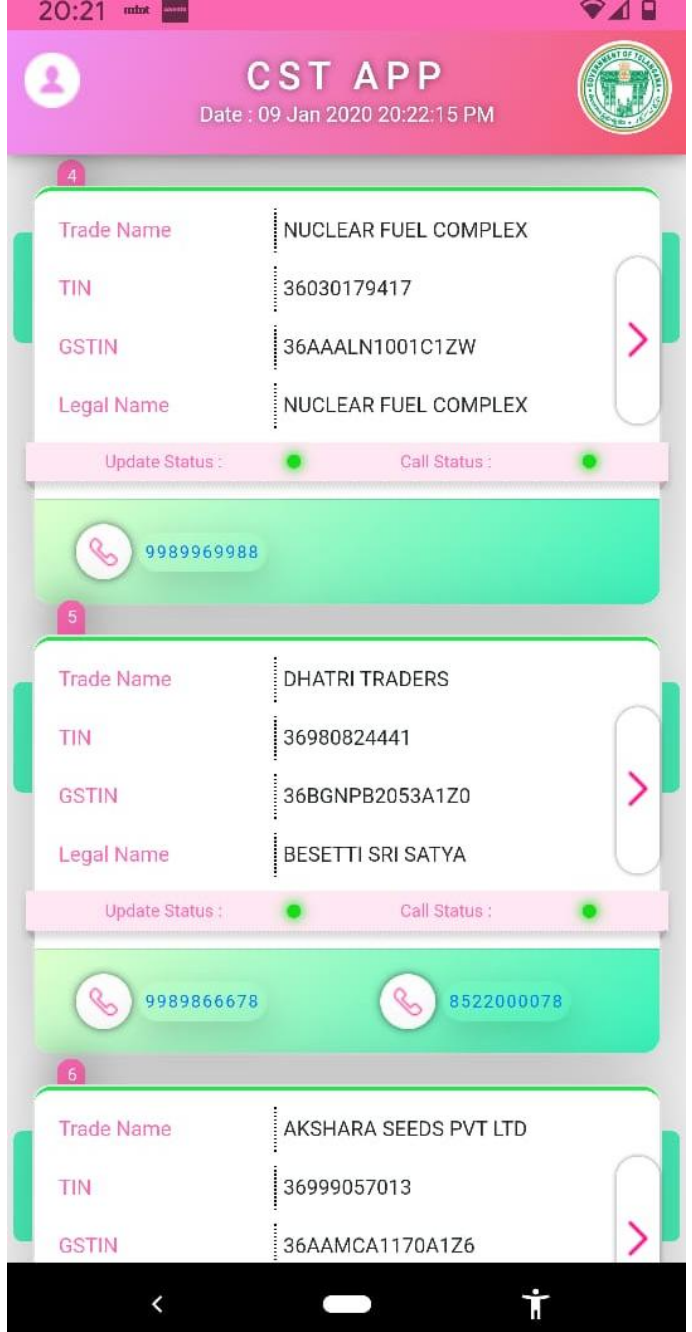 20:21 mint
CST APP
Date : 09 Jan 2020 20:22:15 PM
4
Trade Name NUCLEAR FUEL COMPLEX
TIN 36030179417
GSTIN 36AAALN1001C1ZW
Legal Name NUCLEAR FUEL COMPLEX
Update Status : Call Status :
9989969988
5
Trade Name DHATRI TRADERS
TIN 36980824441
GSTIN 36BGNPB2053A1Z0
Legal Name BESETTI SRI SATYA
Update Status : Call Status :
9989866678 8522000078
6
Trade Name AKSHARA SEEDS PVT LTD
TIN 36999057013
GSTIN 36AAMCA1170A1Z6